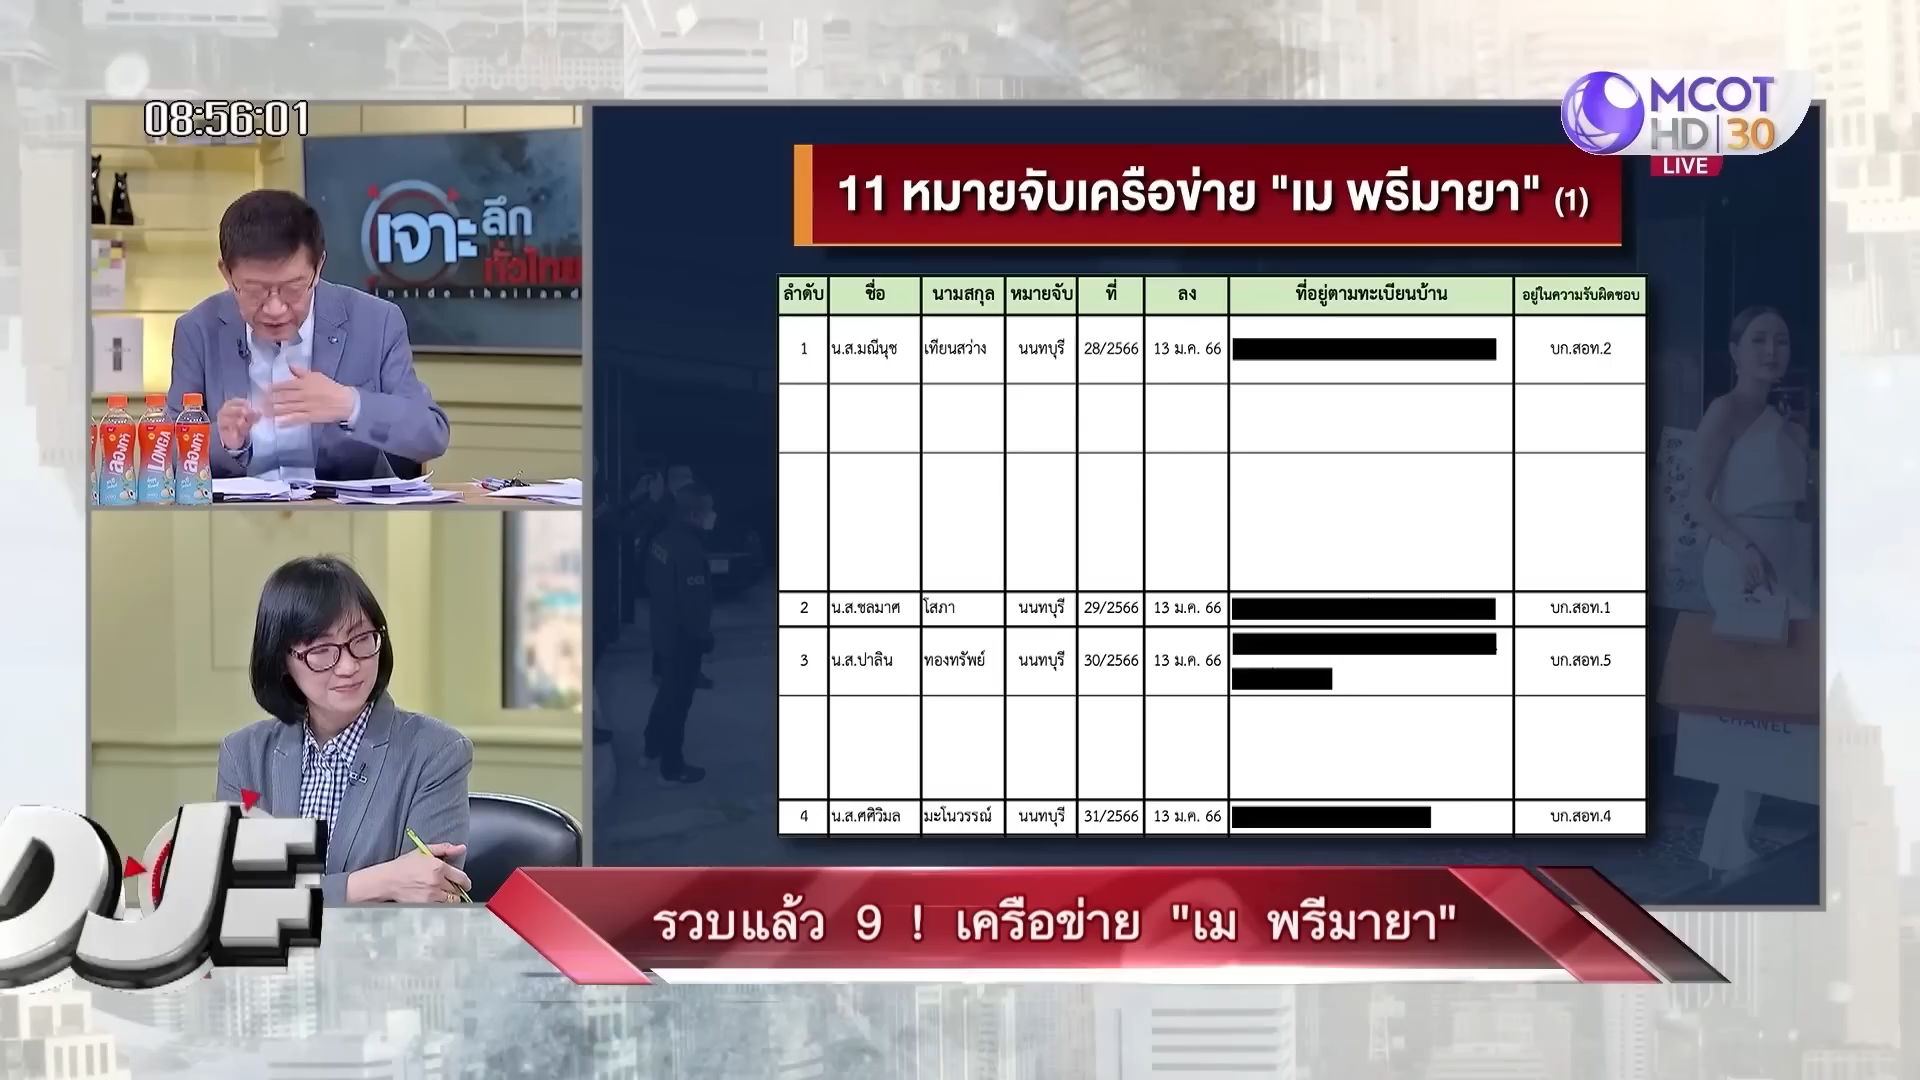 08:56:01
MCOT
HD 30
LIVE
เจาะลึก
ทั่วไทย
inside thailand
ลองกา
LONGA
ลองกา
11 หมายจับเครือข่าย "เม พรีมายา" (1)
ลำดับ ชื่อ นามสกุล หมายจับ ที่ ลง ที่อยู่ตามทะเบียนบ้าน อยู่ในความรับผิดชอบ
1 น.ส.มณีนุช เทียนสว่าง นนทบุรี 28/2566 13 ม.ค. 66 บก.สอท.2
2 น.ส.ชลมาศ โสภา นนทบุรี 29/2566 13 ม.ค. 66 บก.สอท.1
3 น.ส.ปาลิน ทองทรัพย์ นนทบุรี 30/2566 13 ม.ค. 66 บก.สอท.5
4 น.ส.ศศิวิมล มะโนวรรณ์ นนทบุรี 31/2566 13 ม.ค. 66 บก.สอท.4
CHANEL
รวบแล้ว 9 ! เครือข่าย "เม พรีมายา"